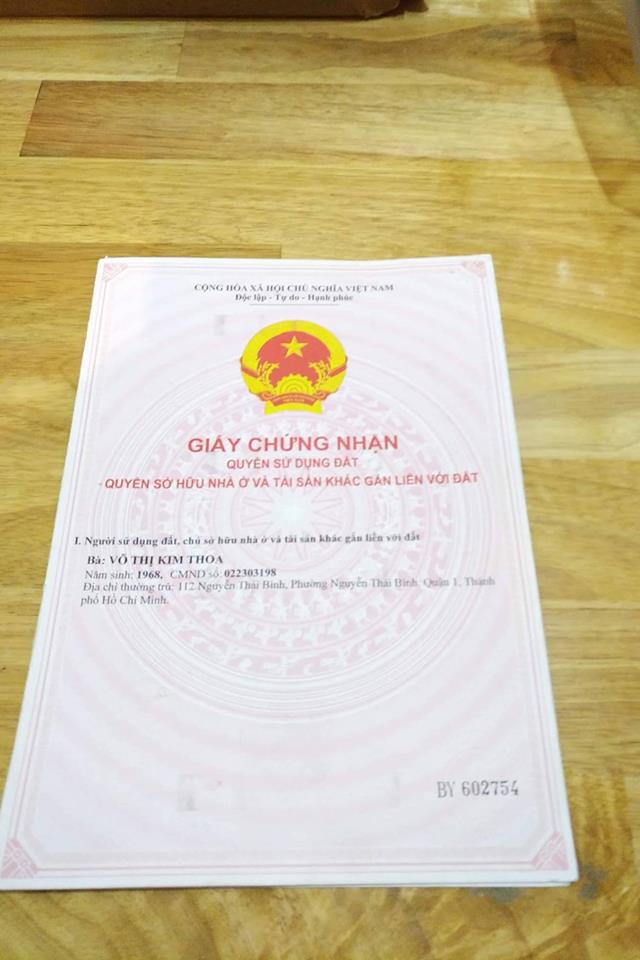 CỘNG HÒA XÃ HỘI CHỦ NGHĨA VIỆT NAM
Độc lập - Tự do - Hạnh phúc
GIẤY CHỨNG NHẬN
QUYỀN SỬ DỤNG ĐẤT
QUYỀN SỞ HỮU NHÀ Ở VÀ TÀI SẢN KHÁC GẮN LIỀN VỚI ĐẤT
I. Người sử dụng đất, chủ sở hữu nhà ở và tài sản khác gắn liền với đất
Bà: VÕ THỊ KIM THOA
Năm sinh: 1968, CMND số: 022303198
Địa chỉ thường trú: 112 Nguyễn Thái Bình, Phường Nguyễn Thái Bình, Quận 1, Thành
phố Hồ Chí Minh.
BY 602754